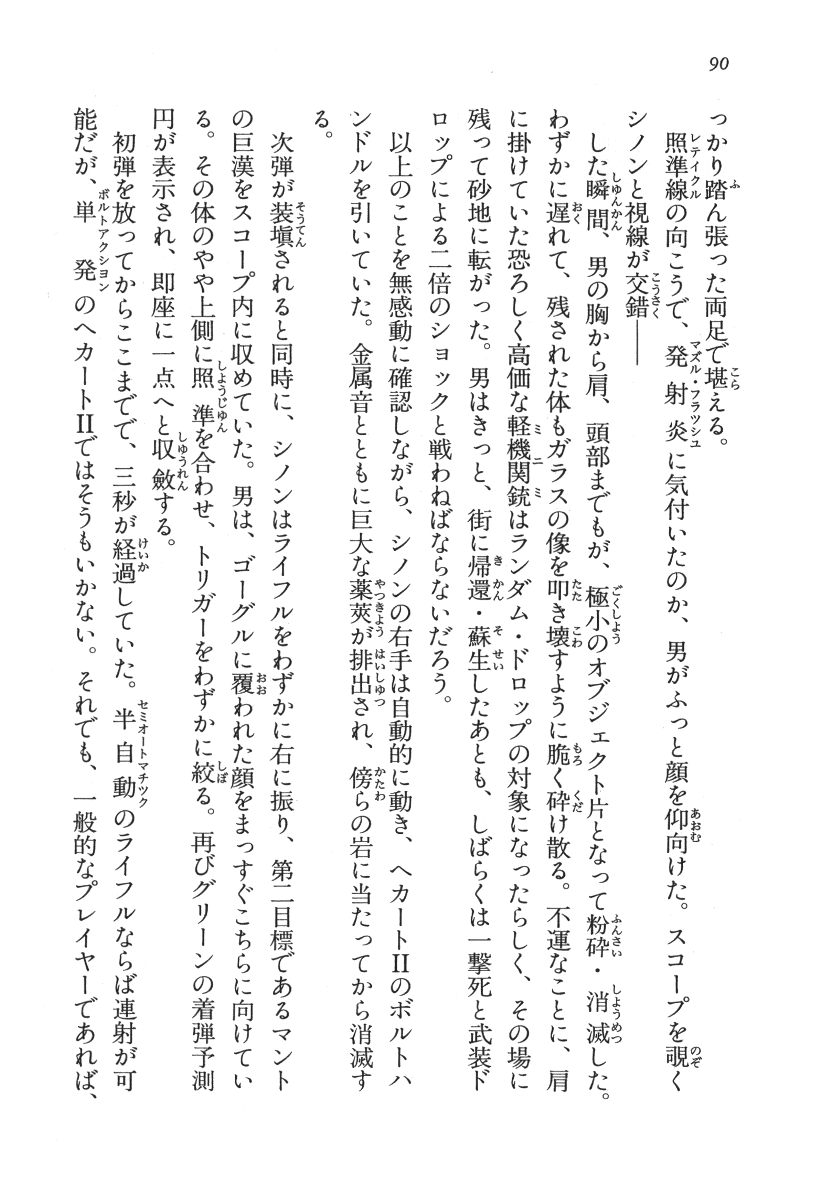 90
っかり踏ん張った両足で堪える。
　照準線の向こうで、発射炎に気付いたのか、男がふっと顔を仰向けた。スコープを覗く
シノンと視線が交錯――
　した瞬間、男の胸から肩、頭部までもが、極小のオブジェクト片となって粉砕・消滅した。
わずかに遅れて、残された体もガラスの像を叩き壊すように脆く砕け散る。不運なことに、肩
に掛けていた恐ろしく高価な軽機関銃はランダム・ドロップの対象になったらしく、その場に
残って砂地に転がった。男はきっと、街に帰還・蘇生したあとも、しばらくは一撃死と武装ド
ロップによる二倍のショックと戦わねばならないだろう。
　以上のことを無感動に確認しながら、シノンの右手は自動的に動き、ヘカートⅡのボルトハ
ンドルを引いていた。金属音とともに巨大な薬莢が排出され、傍らの岩に当たってから消滅す
る。
　次弾が装塡されると同時に、シノンはライフルをわずかに右に振り、第二目標であるマント
の巨漢をスコープ内に収めていた。男は、ゴーグルに覆われた顔をまっすぐこちらに向けてい
る。その体のやや上側に照準を合わせ、トリガーをわずかに絞る。再びグリーンの着弾予測
円が表示され、即座に一点へと収斂する。
　初弾を放ってからここまでで、三秒が経過していた。半自動のライフルならば連射が可
能だが、単発のヘカートⅡではそうもいかない。それでも、一般的なプレイヤーであれば、